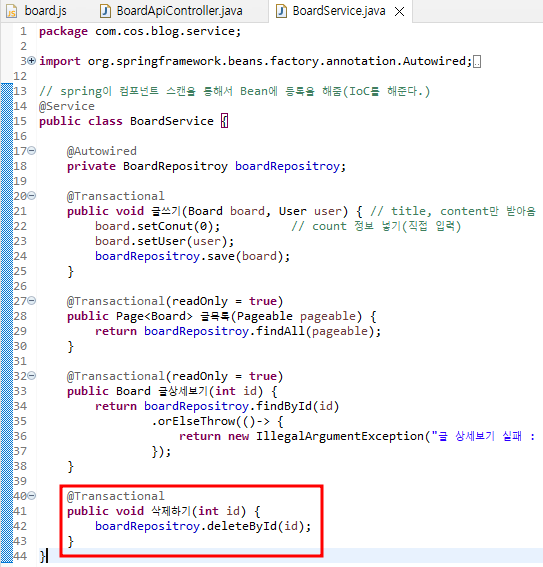 board.js
BoardApiController.java
BoardService.java
1 package com.cos.blog.service;
2
3 import org.springframework.beans.factory.annotation.Autowired;
12
13 // spring이 컴포넌트 스캔을 통해서 Bean에 등록을 해줌(IoC를 해준다.)
14 @Service
15 public class BoardService {
16
17 @Autowired
18 private BoardRepositroy boardRepositroy;
19
20 @Transactional
21 public void 글쓰기(Board board, User user) { // title, content만 받아옴
22 board.setConut(0); // count 정보 넣기(직접 입력)
23 board.setUser(user);
24 boardRepositroy.save(board);
25 }
26
27 @Transactional(readOnly = true)
28 public Page<Board> 글목록(Pageable pageable) {
29 return boardRepositroy.findAll(pageable);
30 }
31
32 @Transactional(readOnly = true)
33 public Board 글상세보기(int id) {
34 return boardRepositroy.findById(id)
35 .orElseThrow(()-> {
36 return new IllegalArgumentException("글 상세보기 실패 :
37 });
38 }
39
40 @Transactional
41 public void 삭제하기(int id) {
42 boardRepositroy.deleteById(id);
43 }
44 }